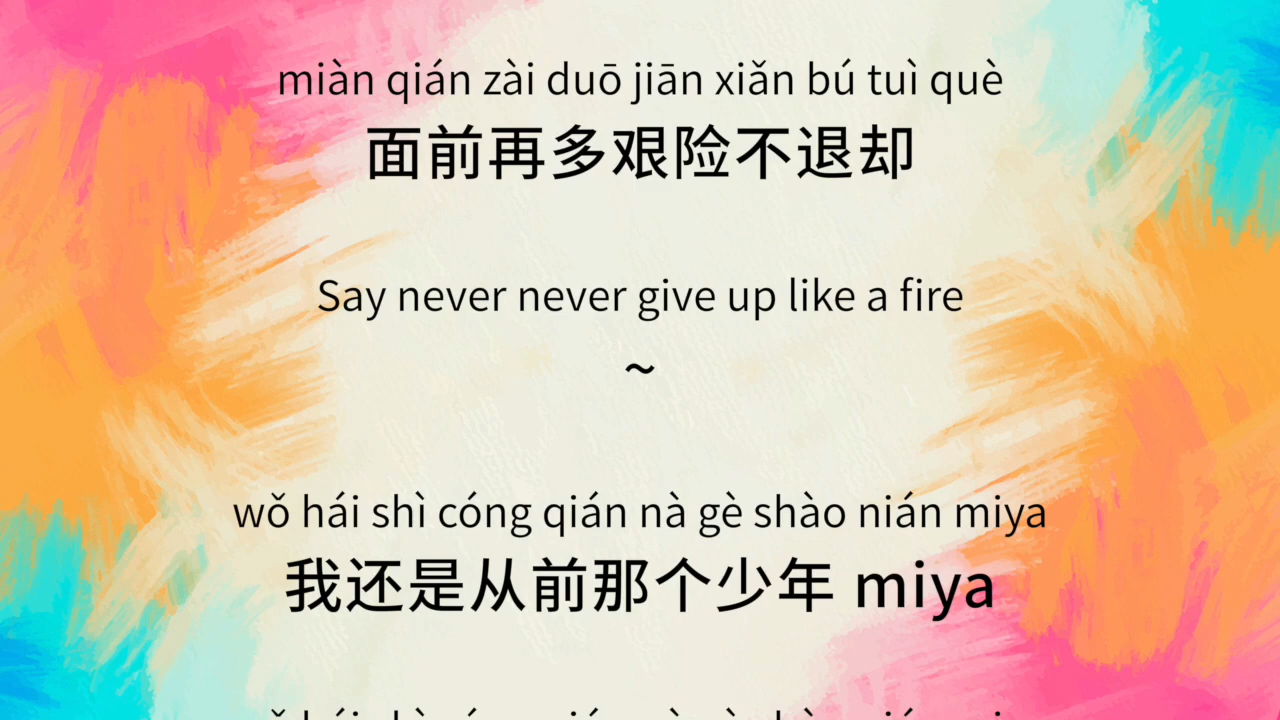 miàn qián zài duō jiān xiǎn bú tuì què
面前再多艰险不退却
Say never never give up like a fire
~
wǒ hái shì cóng qián nà gè shào nián miya
我还是从前那个少年 miya